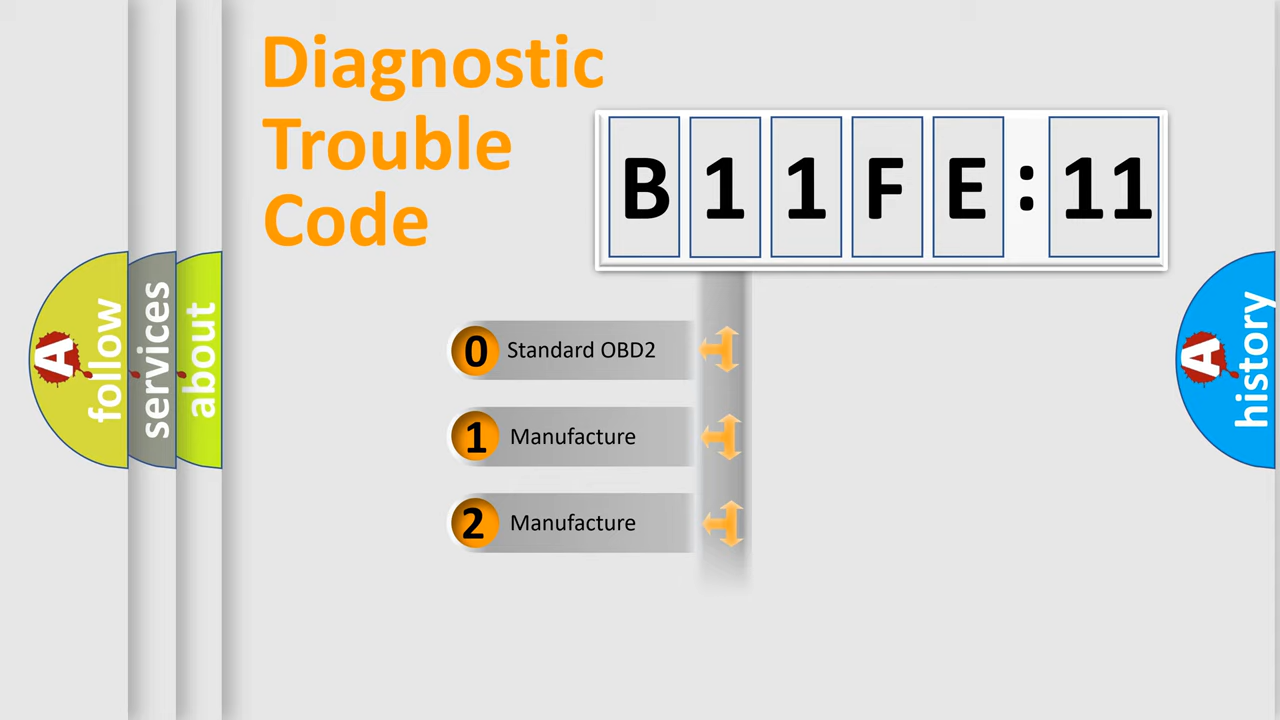 Diagnostic
Trouble
Code
B 1 1 F E : 11
0 Standard OBD2
1 Manufacture
2 Manufacture
A follow
services
about
A history